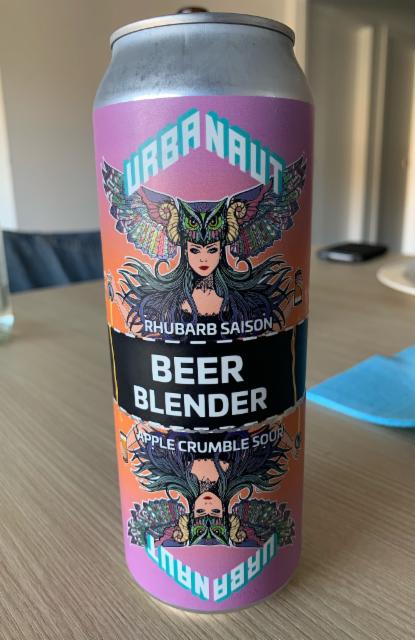 URBANAUT
RHUBARB SAISON
BEER
BLENDER
APPLE CRUMBLE SOUR
URBANAUT